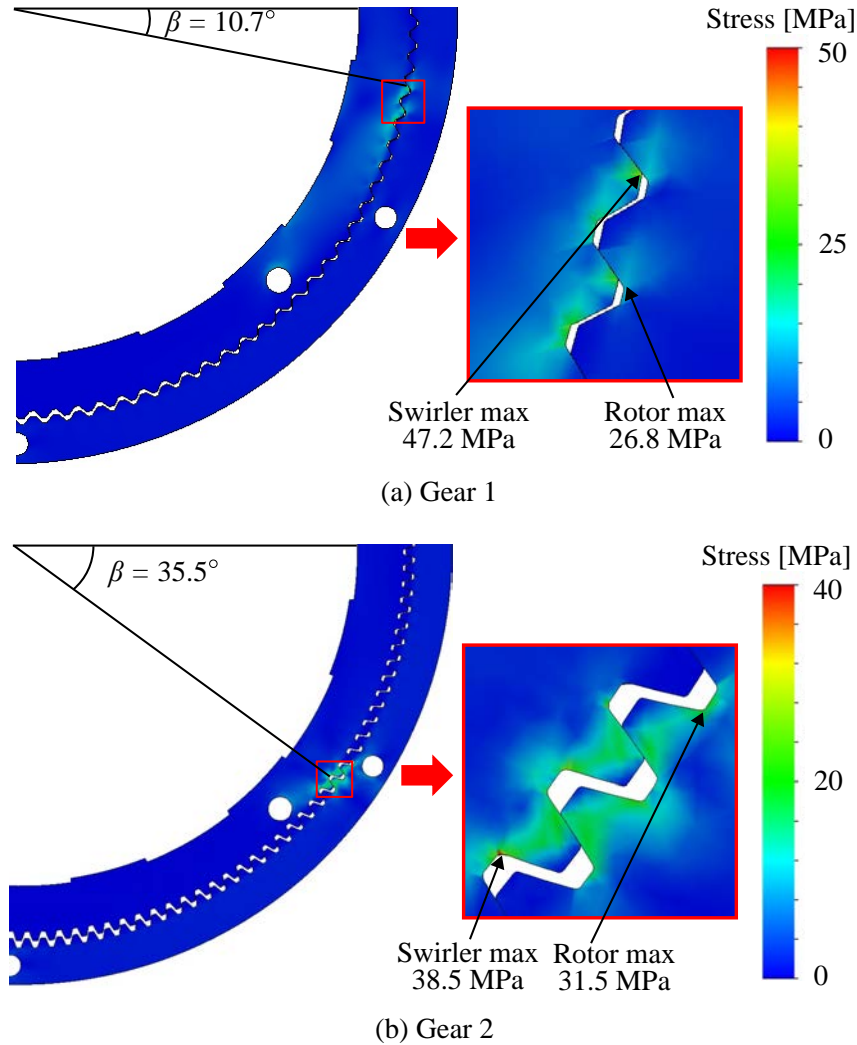 Stress [MPa]
β = 10.7°
50
25
0
Swirler max
47.2 MPa
Rotor max
26.8 MPa
(a) Gear 1
Stress [MPa]
β = 35.5°
40
20
0
Swirler max
38.5 MPa
Rotor max
31.5 MPa
(b) Gear 2